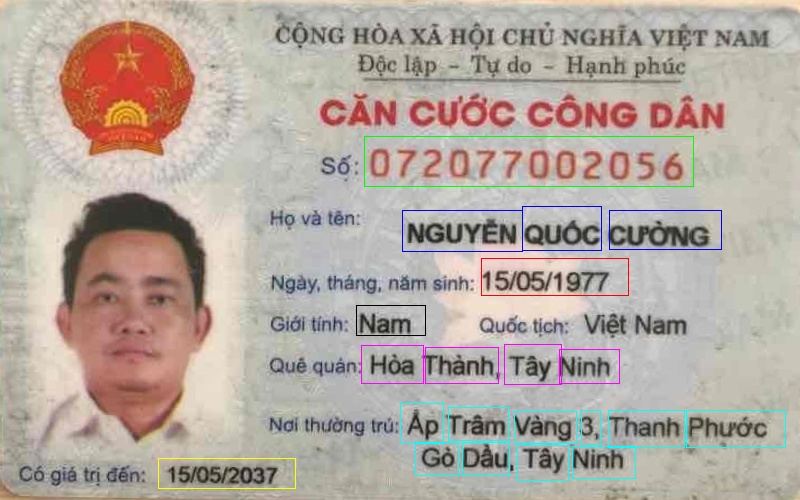 CỘNG HÒA XÃ HỘI CHỦ NGHĨA VIỆT NAM
Độc lập - Tự do - Hạnh phúc
CĂN CƯỚC CÔNG DÂN
Số: 072077002056
Họ và tên: NGUYỄN QUỐC CƯỜNG
Ngày, tháng, năm sinh: 15/05/1977
Giới tính: Nam Quốc tịch: Việt Nam
Quê quán: Hòa Thành, Tây Ninh
Nơi thường trú: Ấp Trâm Vàng 3, Thanh Phước
Gò Dầu, Tây Ninh
Có giá trị đến: 15/05/2037